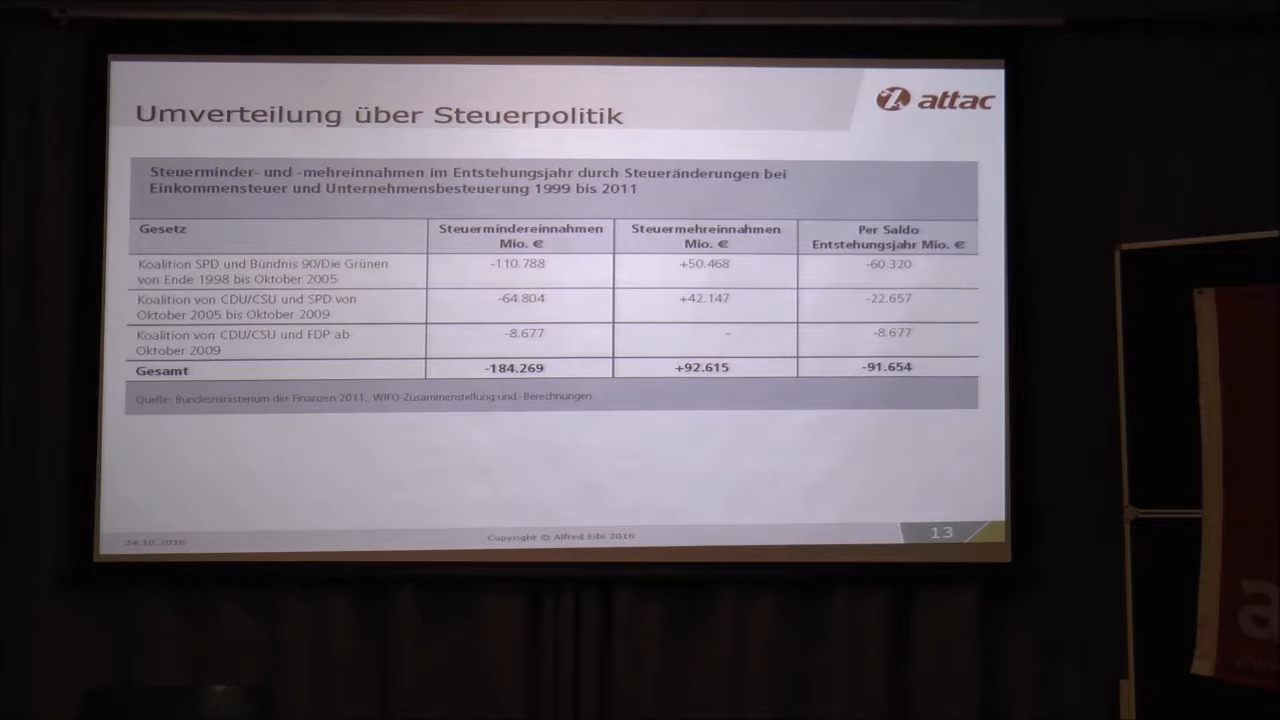 attac
Umverteilung über Steuerpolitik
Steuerminder- und -mehreinnahmen im Entstehungsjahr durch Steueränderungen bei
Einkommensteuer und Unternehmensbesteuerung 1999 bis 2011
Gesetz
Steuermindereinnahmen
Mio. €
Steuermehreinnahmen
Mio. €
Per Saldo
Entstehungsjahr Mio. €
Koalition SPD und Bündnis 90/Die Grünen
von Ende 1998 bis Oktober 2005
-110.788
+50.468
-60.320
Koalition von CDU/CSU und SPD von
Oktober 2005 bis Oktober 2009
-64.804
+42.147
-22.657
Koalition von CDU/CSU und FDP ab
Oktober 2009
-8.677
-
-8.677
Gesamt
-184.269
+92.615
-91.654
Quelle: Bundesministerium der Finanzen 2011, WIFO-Zusammenstellung und -Berechnungen
24.10.2016
Copyright © Alfred Eibl 2016
13